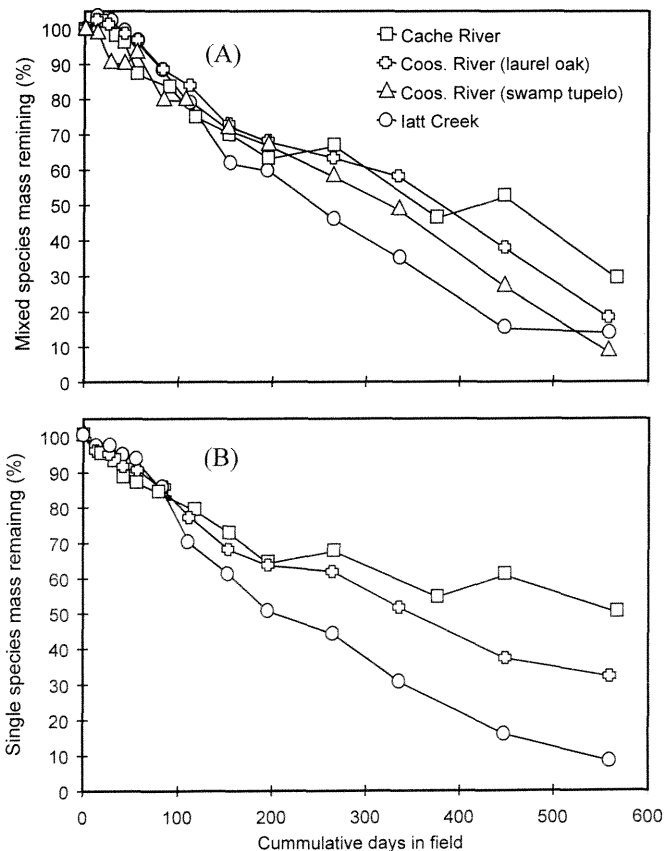 Mixed species mass remining (%)
100
90
80
70
60
50
40
30
20
10
0
(A)
Cache River
Coos. River (laurel oak)
Coos. River (swamp tupelo)
Iatt Creek
Single species mass remainng (%)
100
90
80
70
60
50
40
30
20
10
0
(B)
0 100 200 300 400 500 600
Cummulative days in field